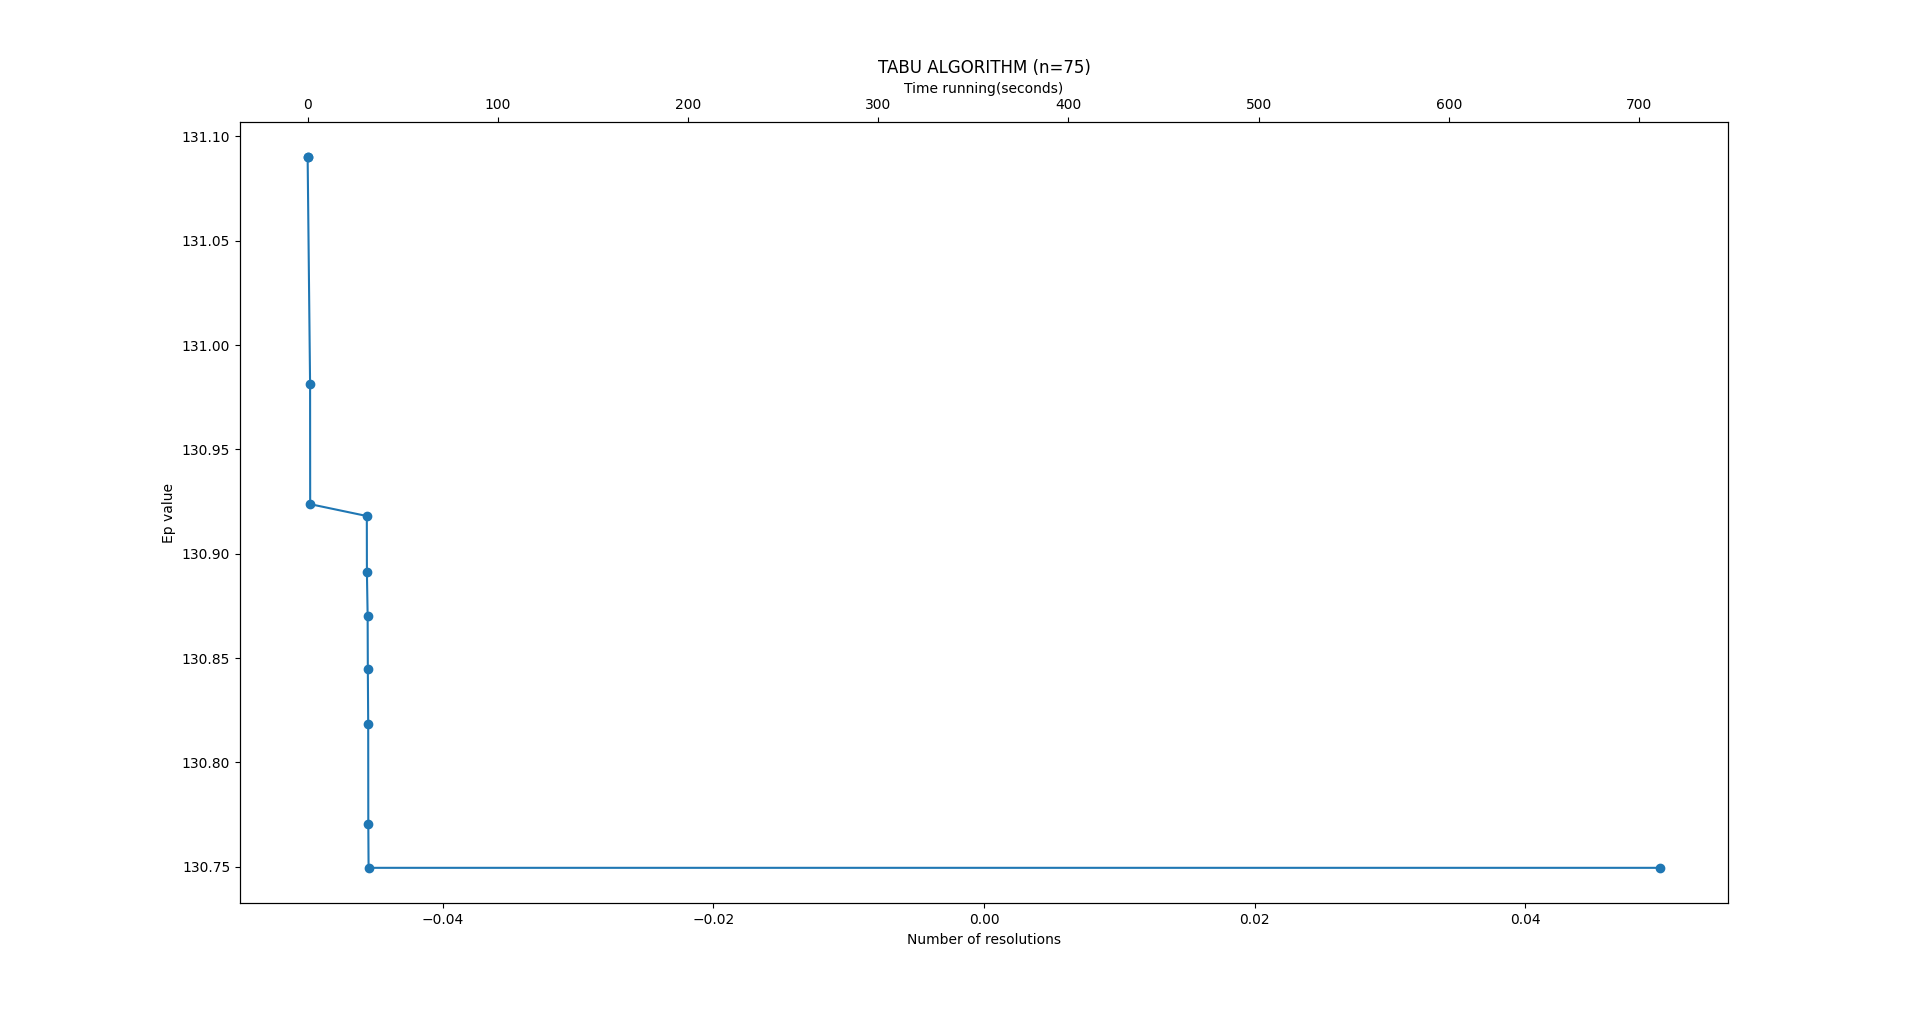 TABU ALGORITHM (n=75)
Time running(seconds)
0 100 200 300 400 500 600 700
131.10
131.05
131.00
130.95
130.90
130.85
130.80
130.75
Ep value
−0.04 −0.02 0.00 0.02 0.04
Number of resolutions